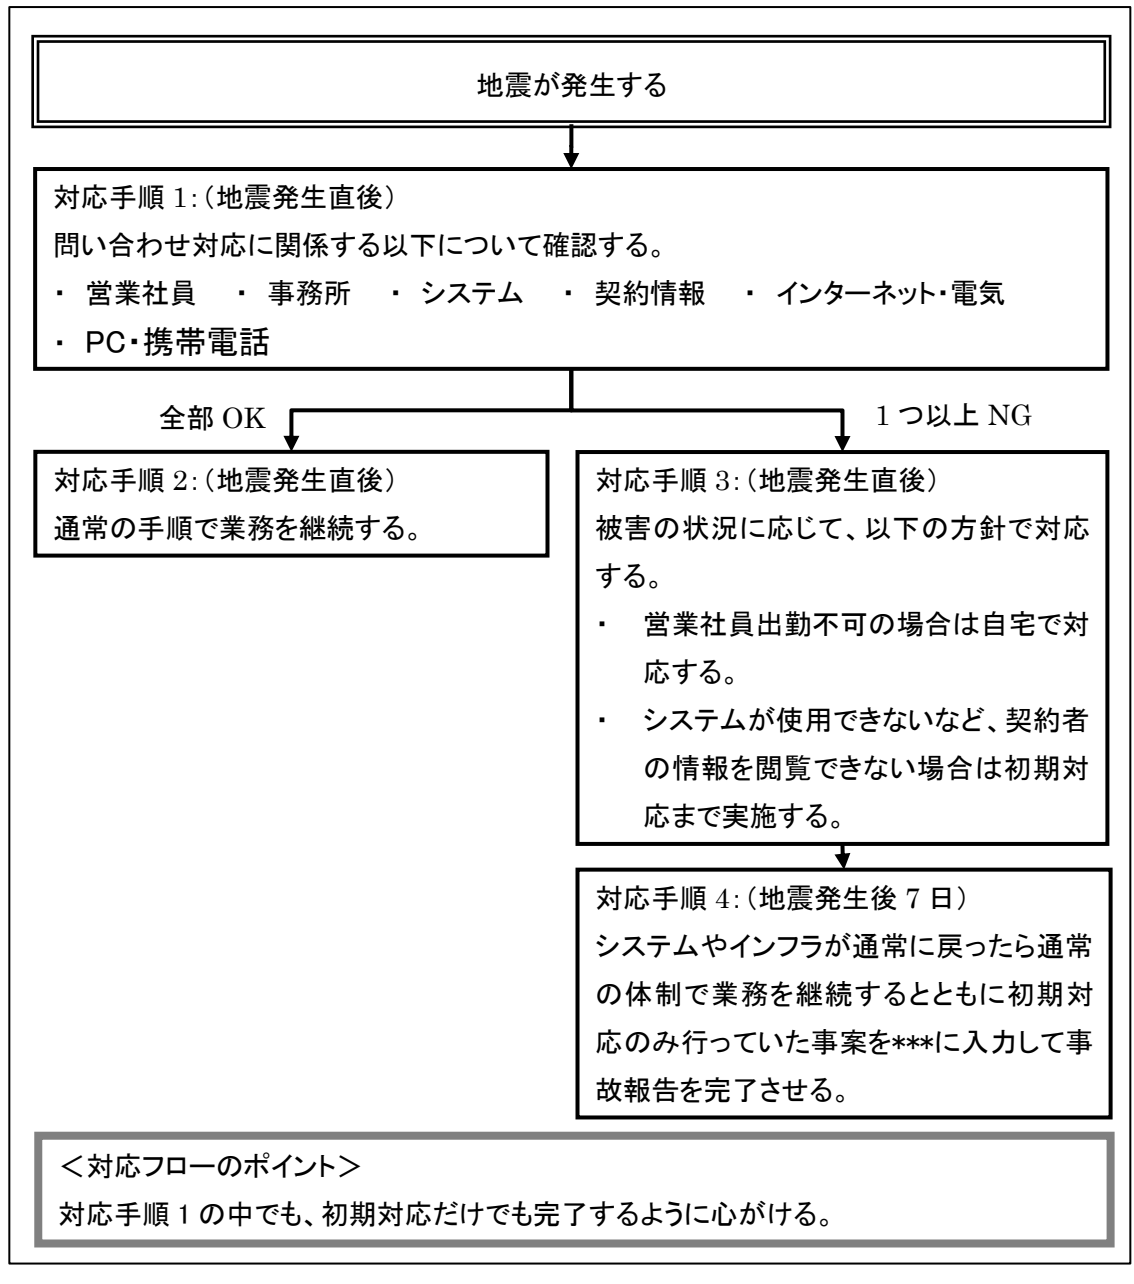 地震が発生する
対応手順 1:（地震発生直後）
問い合わせ対応に関係する以下について確認する。
・ 営業社員 ・ 事務所 ・ システム ・ 契約情報 ・ インターネット・電気
・ PC・携帯電話
全部 OK
1 つ以上 NG
対応手順 2:（地震発生直後）
通常の手順で業務を継続する。
対応手順 3:（地震発生直後）
被害の状況に応じて、以下の方針で対応
する。
・ 営業社員出勤不可の場合は自宅で対
応する。
・ システムが使用できないなど、契約者
の情報を閲覧できない場合は初期対
応まで実施する。
対応手順 4:（地震発生後 7 日）
システムやインフラが通常に戻ったら通常
の体制で業務を継続するとともに初期対
応のみ行っていた事案を***に入力して事
故報告を完了させる。
＜対応フローのポイント＞
対応手順 1 の中でも、初期対応だけでも完了するように心がける。